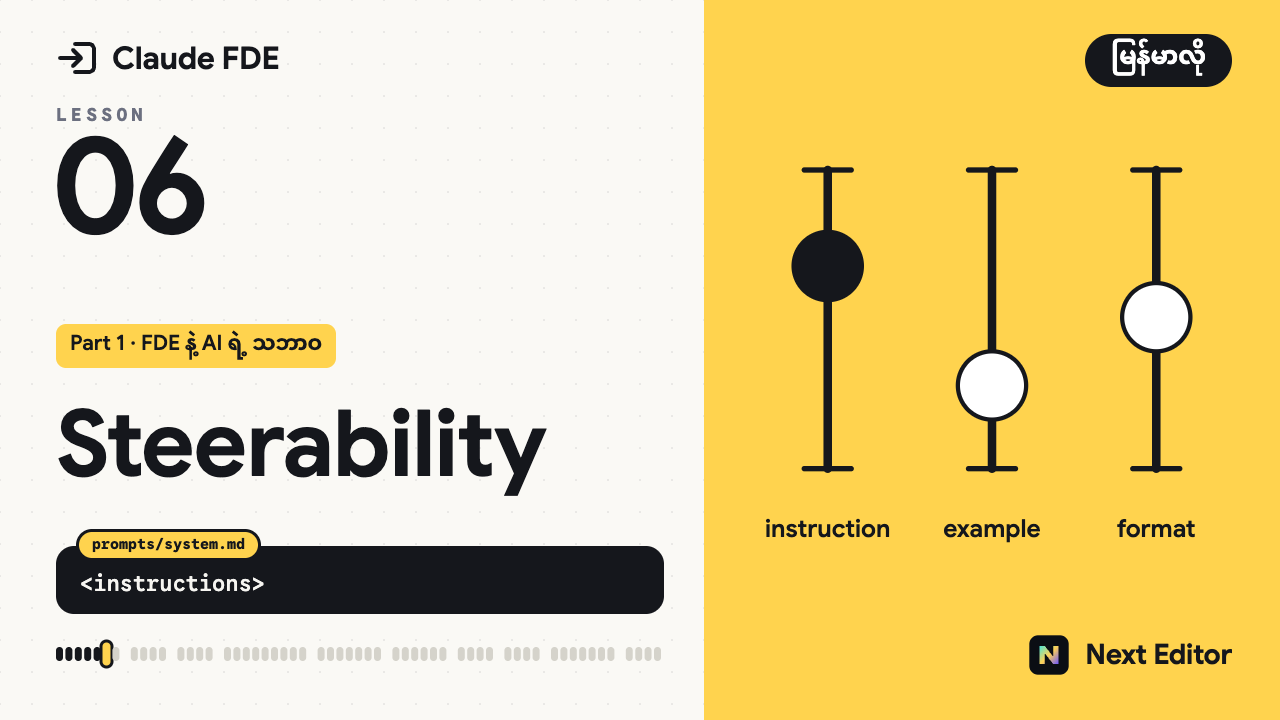 Claude FDE
LESSON
06
Part 1 · FDE နဲ့ AI ရဲ့ သဘာဝ
Steerability
prompts/system.md
<instructions>
မြန်မာလို
instruction
example
format
N
Next Editor